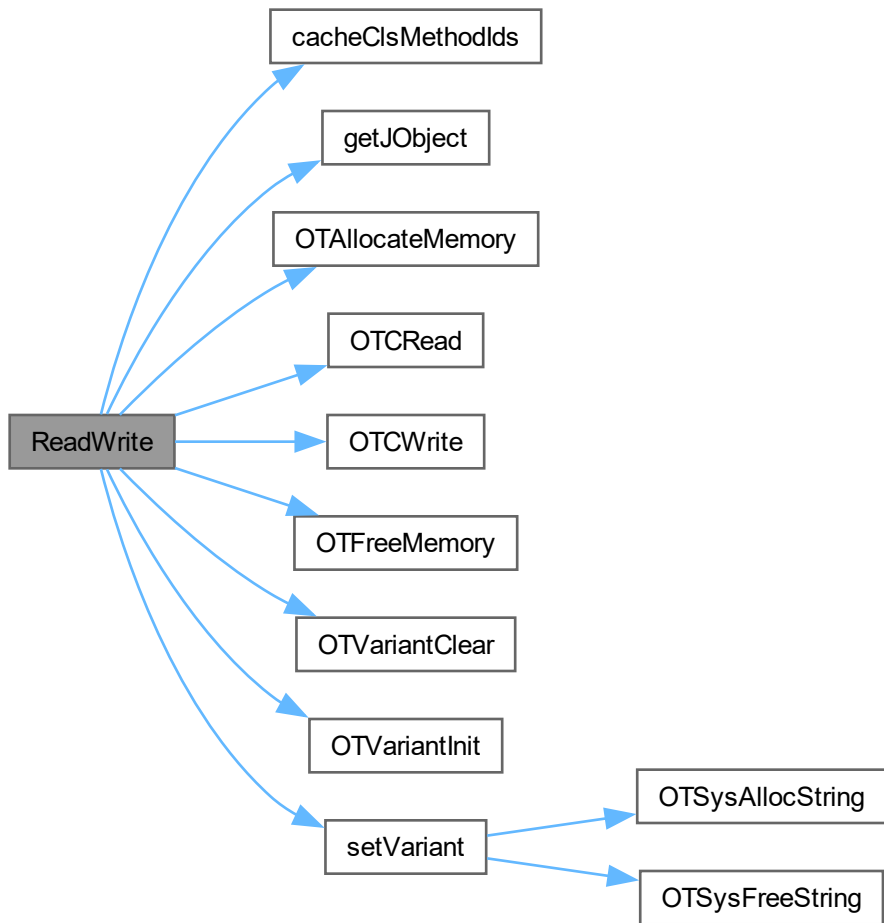 cacheClsMethodIds
getJObject
OTAllocateMemory
OTCRead
ReadWrite
OTCWrite
OTFreeMemory
OTVariantClear
OTVariantInit
OTSysAllocString
setVariant
OTSysFreeString